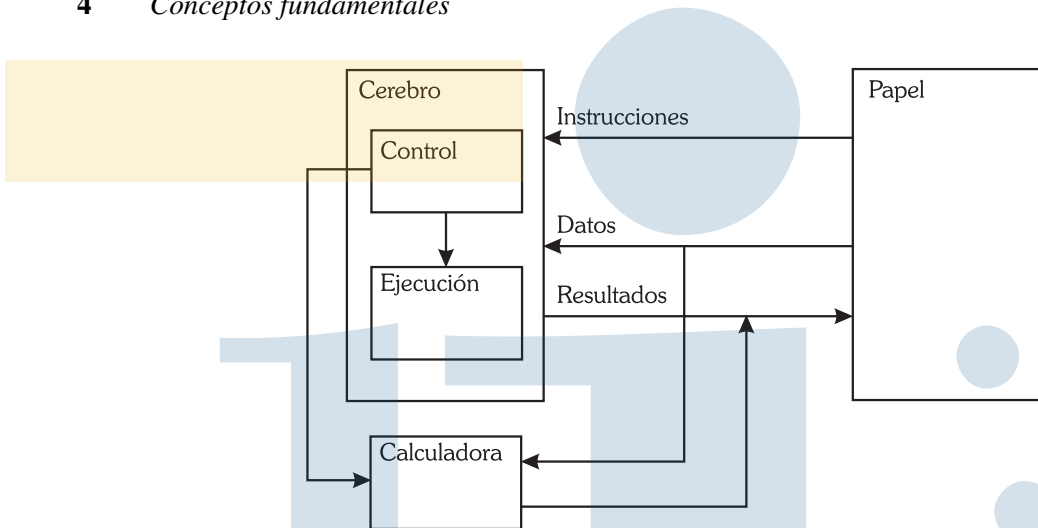 4 Conceptos fundamentales
Cerebro
Papel
Instrucciones
Control
Datos
Ejecución
Resultados
Calculadora